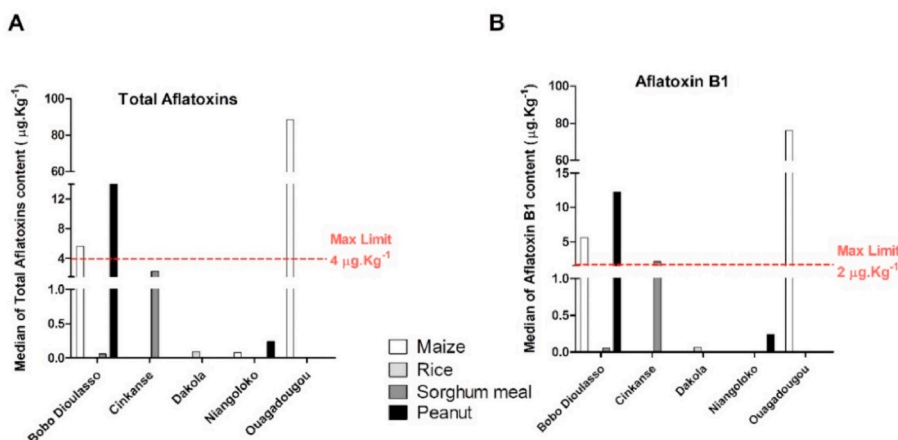 A
Total Aflatoxins
Median of Total Aflatoxins content ( µg.Kg⁻¹)
100
80
60
12
8
4
1.0
0.5
0.0
Max Limit
4 µg.Kg⁻¹
Bobo Dioulasso
Cinkanse
Dakola
Niangoloko
Ouagadougou
Maize
Rice
Sorghum meal
Peanut
B
Aflatoxin B1
Median of Aflatoxin B1 content (µg.Kg⁻¹)
100
80
60
15
10
5
1.0
0.5
0.0
Max Limit
2 µg.Kg⁻¹
Bobo Dioulasso
Cinkanse
Dakola
Niangoloko
Ouagadougou